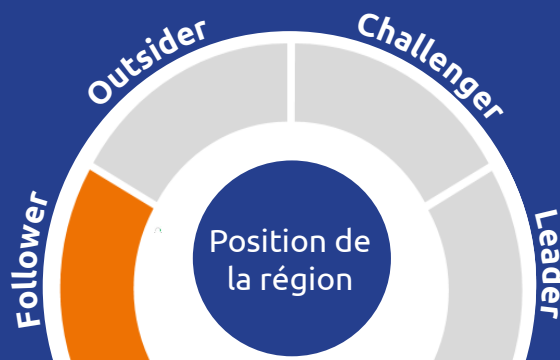 Outsider
Challenger
Follower
Leader
Position de
la région